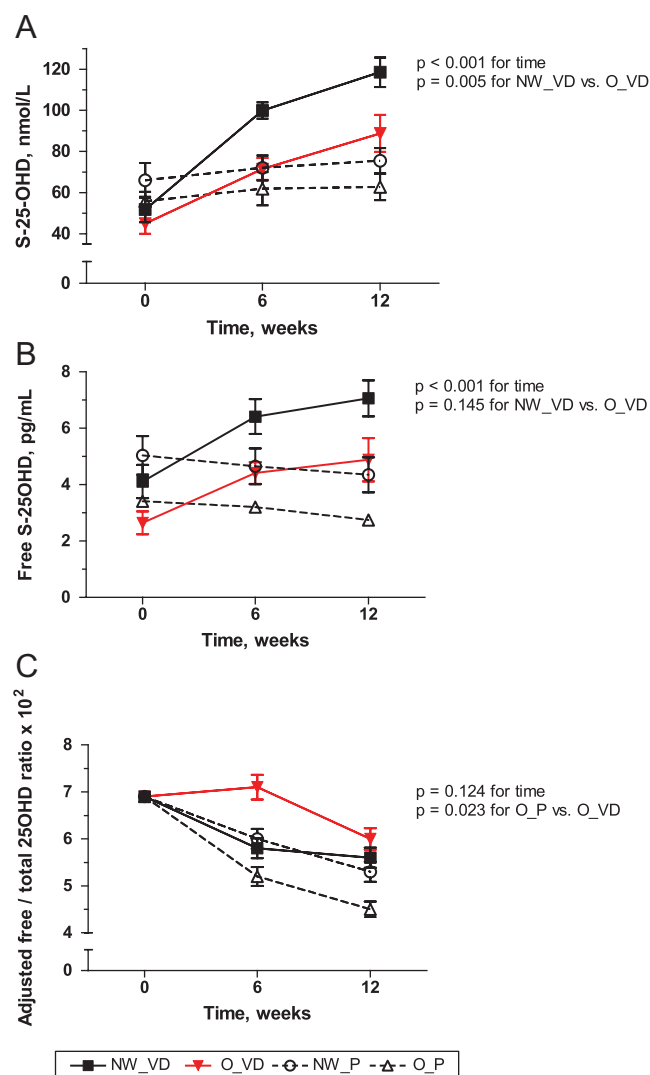 A
S-25-OHD, nmol/L
120
100
80
60
40
0
0 6 12
Time, weeks
p < 0.001 for time
p = 0.005 for NW_VD vs. O_VD
B
Free S-25OHD, pg/mL
8
6
4
2
0
0 6 12
Time, weeks
p < 0.001 for time
p = 0.145 for NW_VD vs. O_VD
C
Adjusted free / total 25OHD ratio x 10²
8
7
6
5
4
0
0 6 12
Time, weeks
p = 0.124 for time
p = 0.023 for O_P vs. O_VD
NW_VD O_VD NW_P O_P